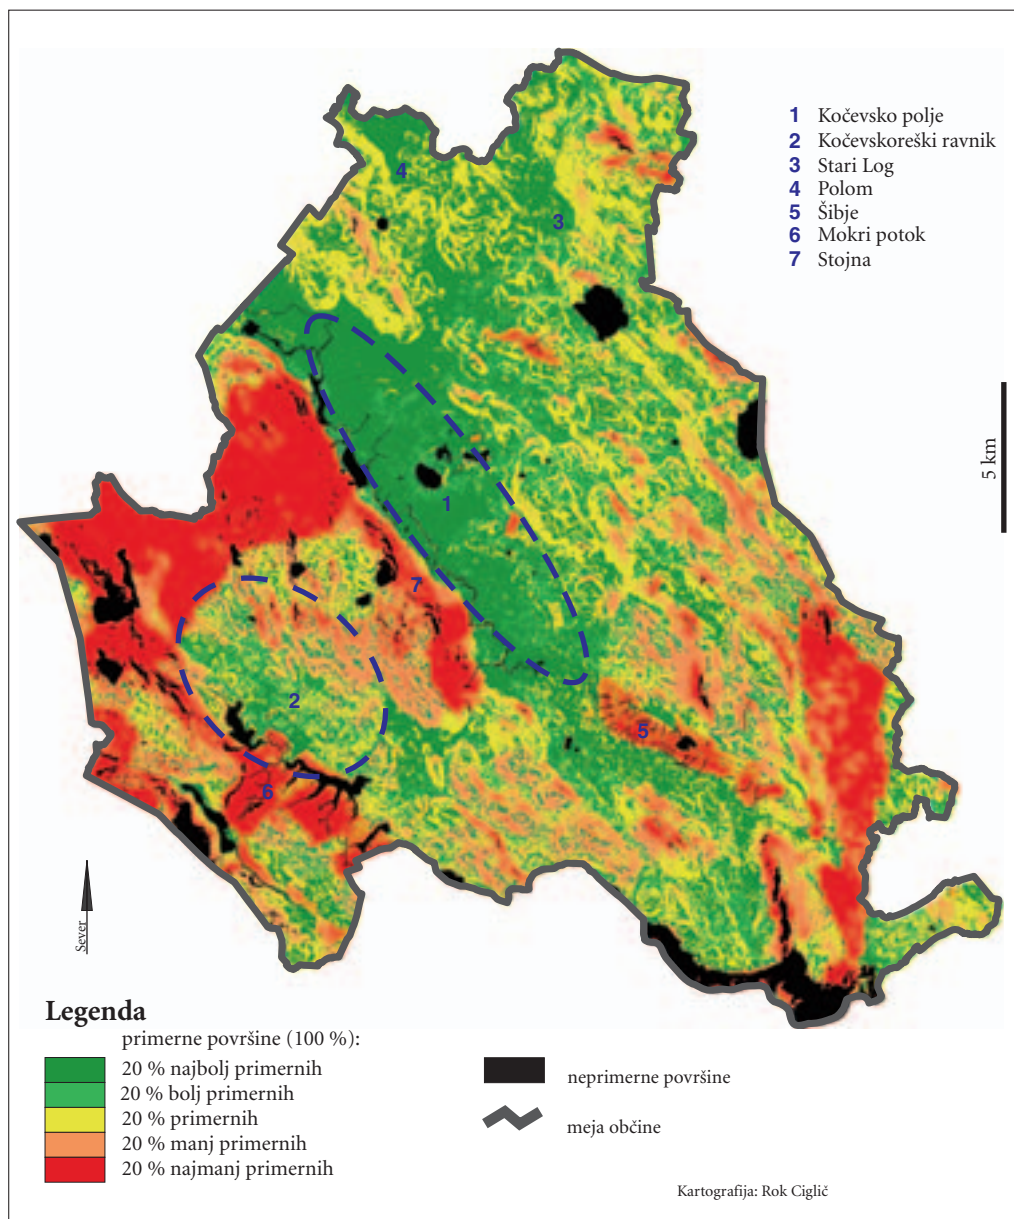 1 Kočevsko polje
2 Kočevskoreški ravnik
3 Stari Log
4 Polom
5 Šibje
6 Mokri potok
7 Stojna
4
3
1
7
2
5
6
5 km
Sever
Legenda
primerne površine (100 %):
20 % najbolj primernih
20 % bolj primernih
20 % primernih
20 % manj primernih
20 % najmanj primernih
neprimerne površine
meja občine
Kartografija: Rok Ciglič